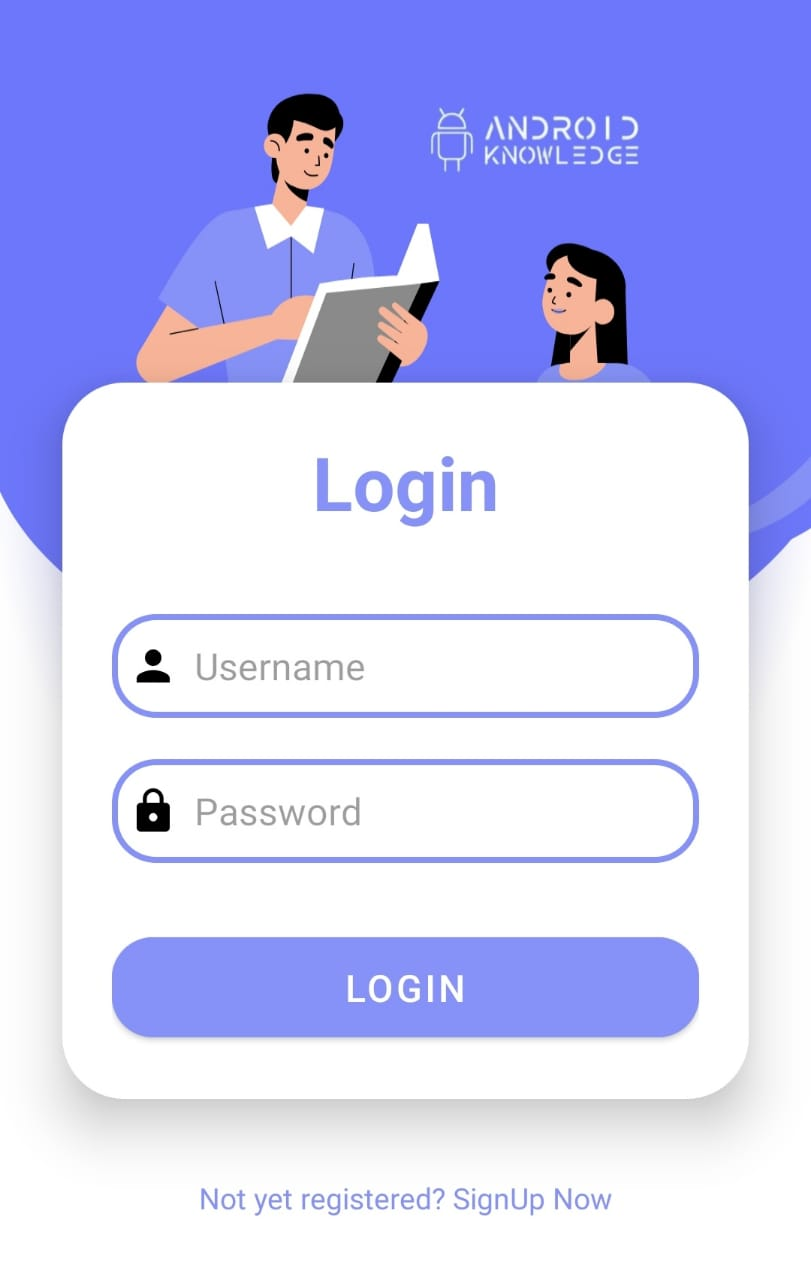 ANDROID
KNOWLEDGE
Login
Username
Password
LOGIN
Not yet registered? SignUp Now